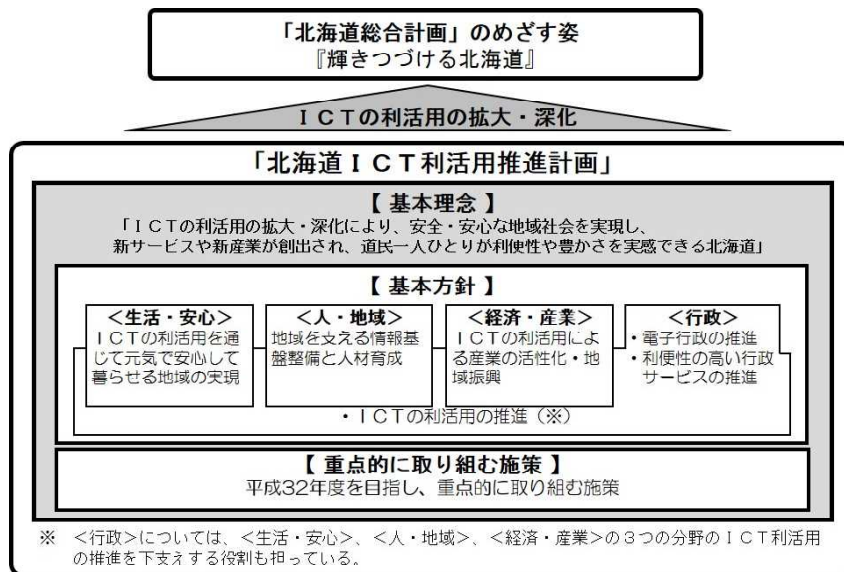 「北海道総合計画」のめざす姿
『輝きつづける北海道』
ＩＣＴの利活用の拡大・深化
「北海道ＩＣＴ利活用推進計画」
【 基本理念 】
「ＩＣＴの利活用の拡大・深化により、安全・安心な地域社会を実現し、
新サービスや新産業が創出され、道民一人ひとりが利便性や豊かさを実感できる北海道」
【 基本方針 】
＜生活・安心＞
ＩＣＴの利活用を通
じて元気で安心して
暮らせる地域の実現
＜人・地域＞
地域を支える情報基
盤整備と人材育成
＜経済・産業＞
ＩＣＴの利活用によ
る産業の活性化・地
域振興
＜行政＞
・電子行政の推進
・利便性の高い行政
サービスの推進
・ＩＣＴの利活用の推進（※）
【 重点的に取り組む施策 】
平成32年度を目指し、重点的に取り組む施策
※　＜行政＞については、＜生活・安心＞、＜人・地域＞、＜経済・産業＞の３つの分野のＩＣＴ利活用
の推進を下支えする役割も担っている。